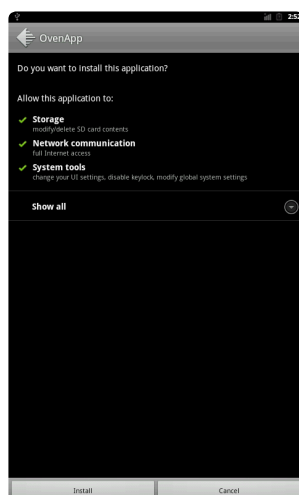 2:52
OvenApp
Do you want to install this application?
Allow this application to:
Storage
modify/delete SD card contents
Network communication
full Internet access
System tools
change your UI settings, disable keylock, modify global system settings
Show all
Install
Cancel